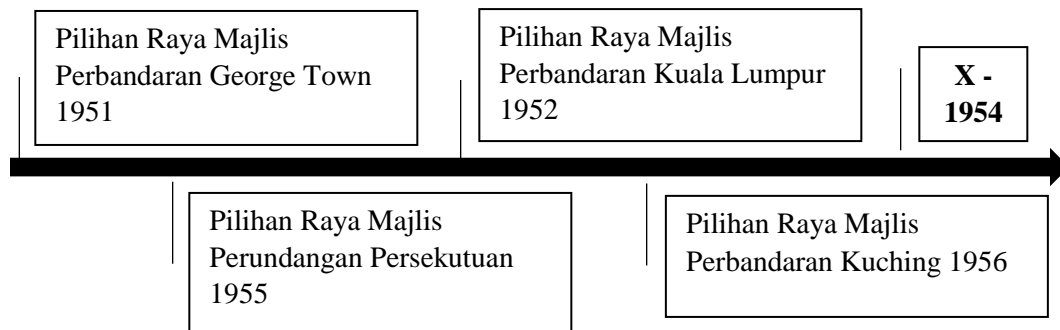 Pilihan Raya Majlis
Perbandaran George Town
1951
Pilihan Raya Majlis
Perbandaran Kuala Lumpur
1952
X -
1954
Pilihan Raya Majlis
Perundangan Persekutuan
1955
Pilihan Raya Majlis
Perbandaran Kuching 1956